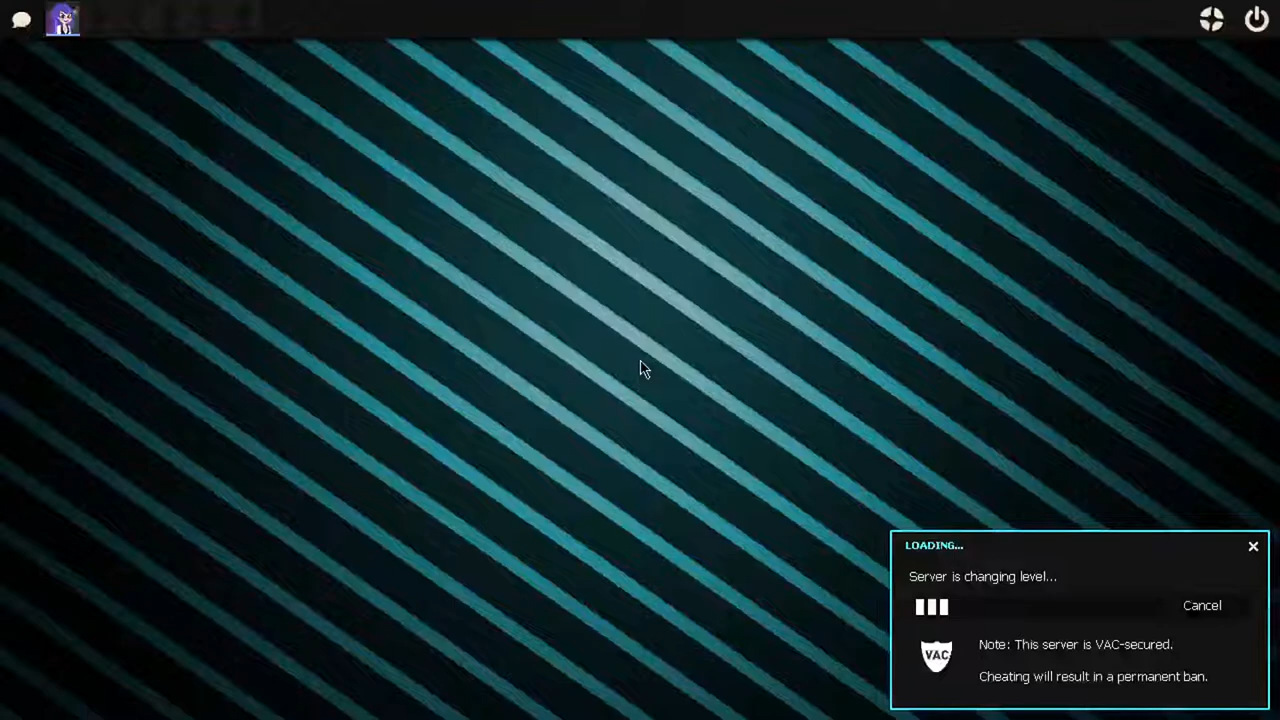 LOADING...
Server is changing level...
Cancel
VAC
Note: This server is VAC-secured.
Cheating will result in a permanent ban.